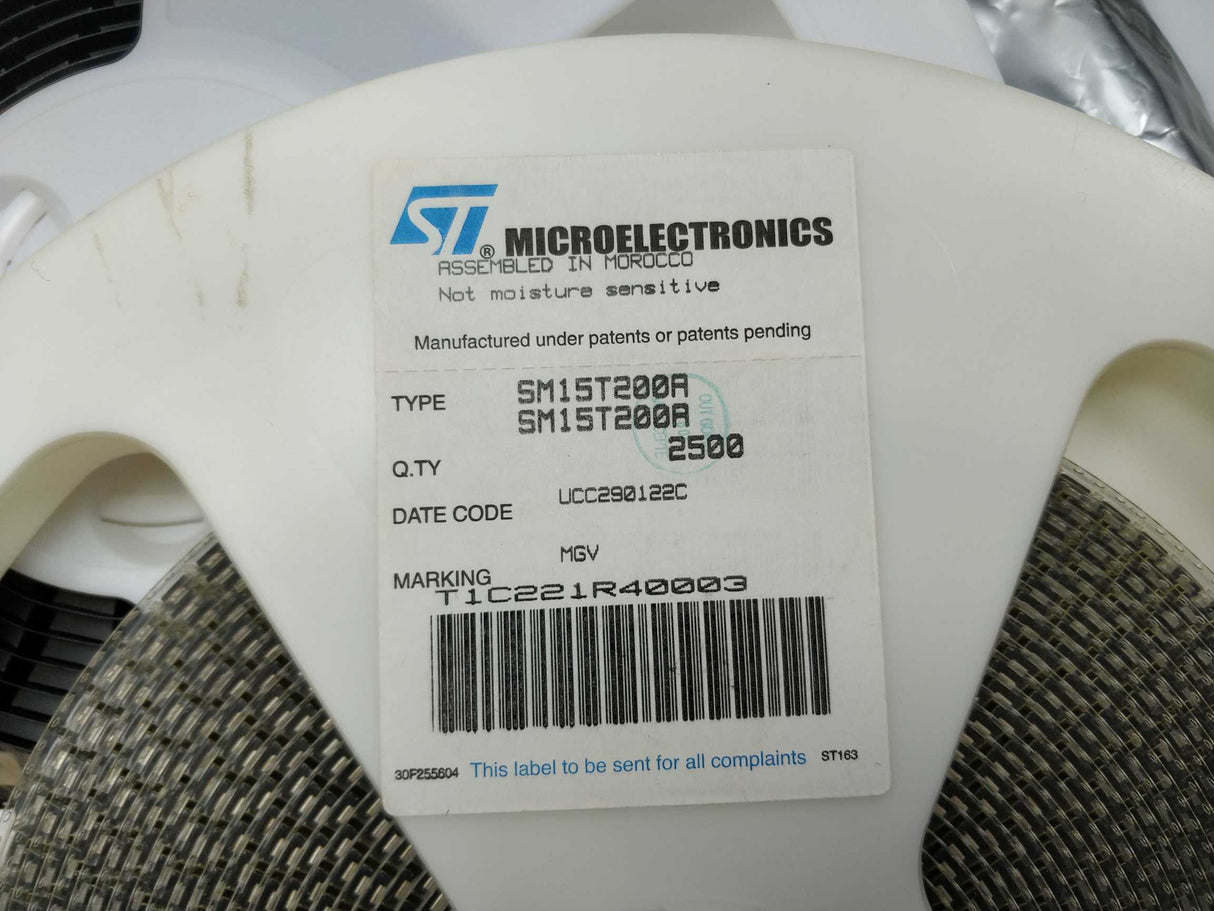 ST® MICROELECTRONICS
ASSEMBLED IN MOROCCO
Not moisture sensitive
Manufactured under patents or patents pending
TYPE SM15T200A
SM15T200A
Q.TY 2500
DATE CODE UCC290122C
MARKING MGV
T1C221R40003
30F255604 This label to be sent for all complaints ST163